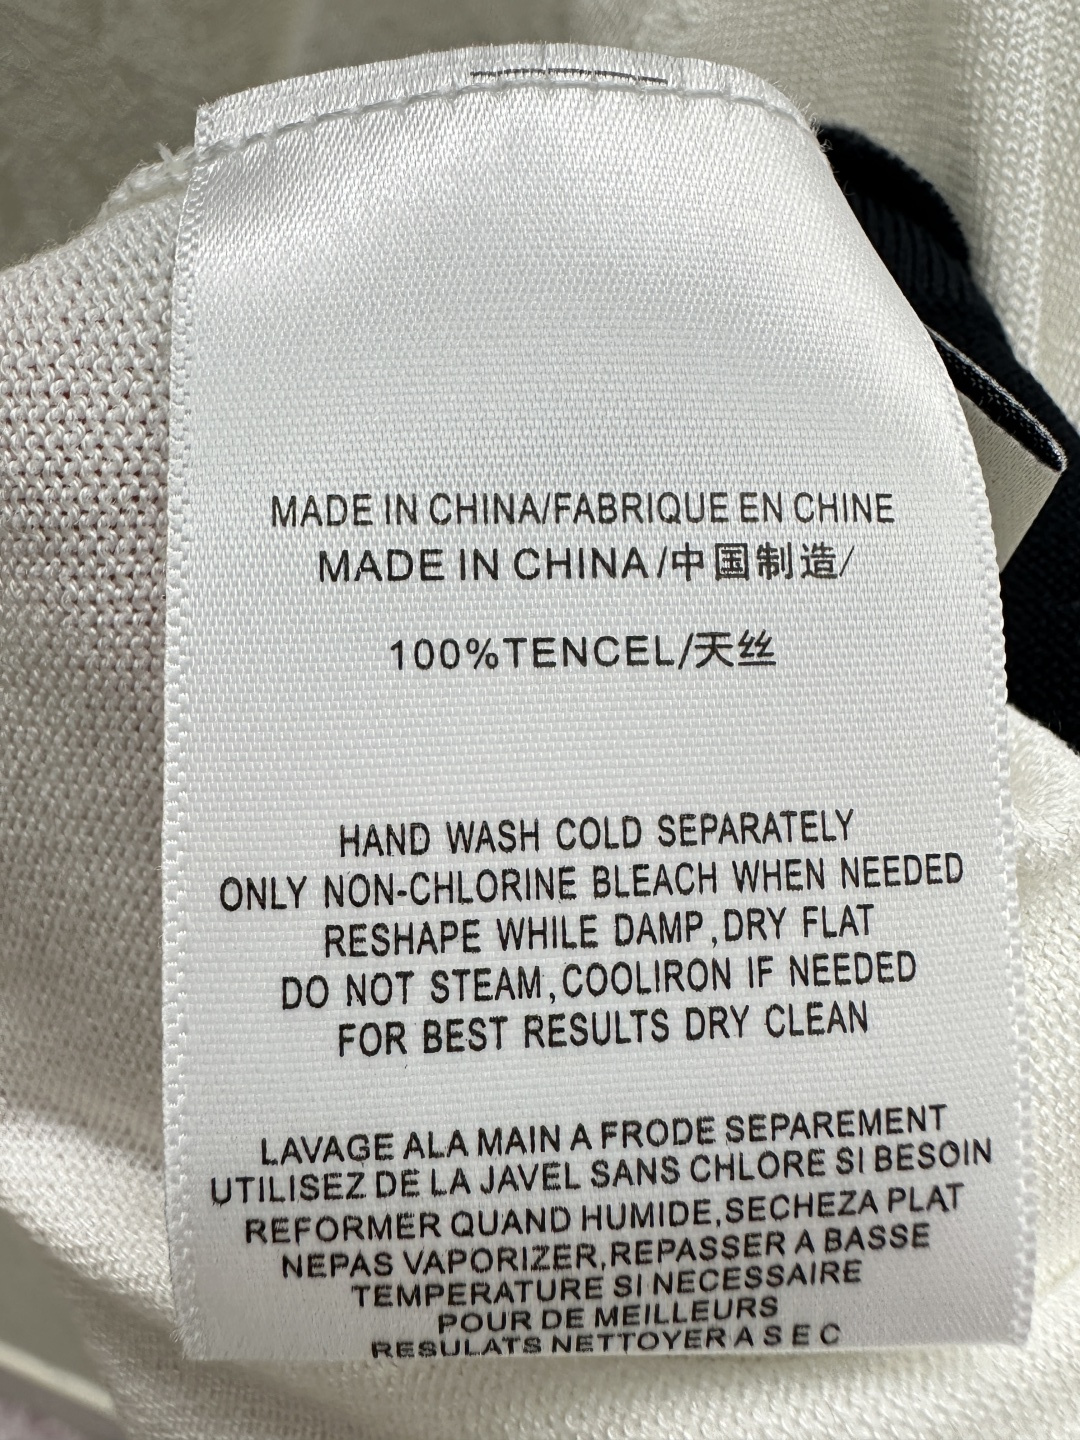 MADE IN CHINA/FABRIQUE EN CHINE
MADE IN CHINA/中国制造/
100%TENCEL/天丝
HAND WASH COLD SEPARATELY
ONLY NON-CHLORINE BLEACH WHEN NEEDED
RESHAPE WHILE DAMP,DRY FLAT
DO NOT STEAM,COOLIRON IF NEEDED
FOR BEST RESULTS DRY CLEAN
LAVAGE ALA MAIN A FRODE SEPAREMENT
UTILISEZ DE LA JAVEL SANS CHLORE SI BESOIN
REFORMER QUAND HUMIDE,SECHEZA PLAT
NEPAS VAPORIZER,REPASSER A BASSE
TEMPERATURE SI NECESSAIRE
POUR DE MEILLEURS
RESULATS NETTOYER A S E C